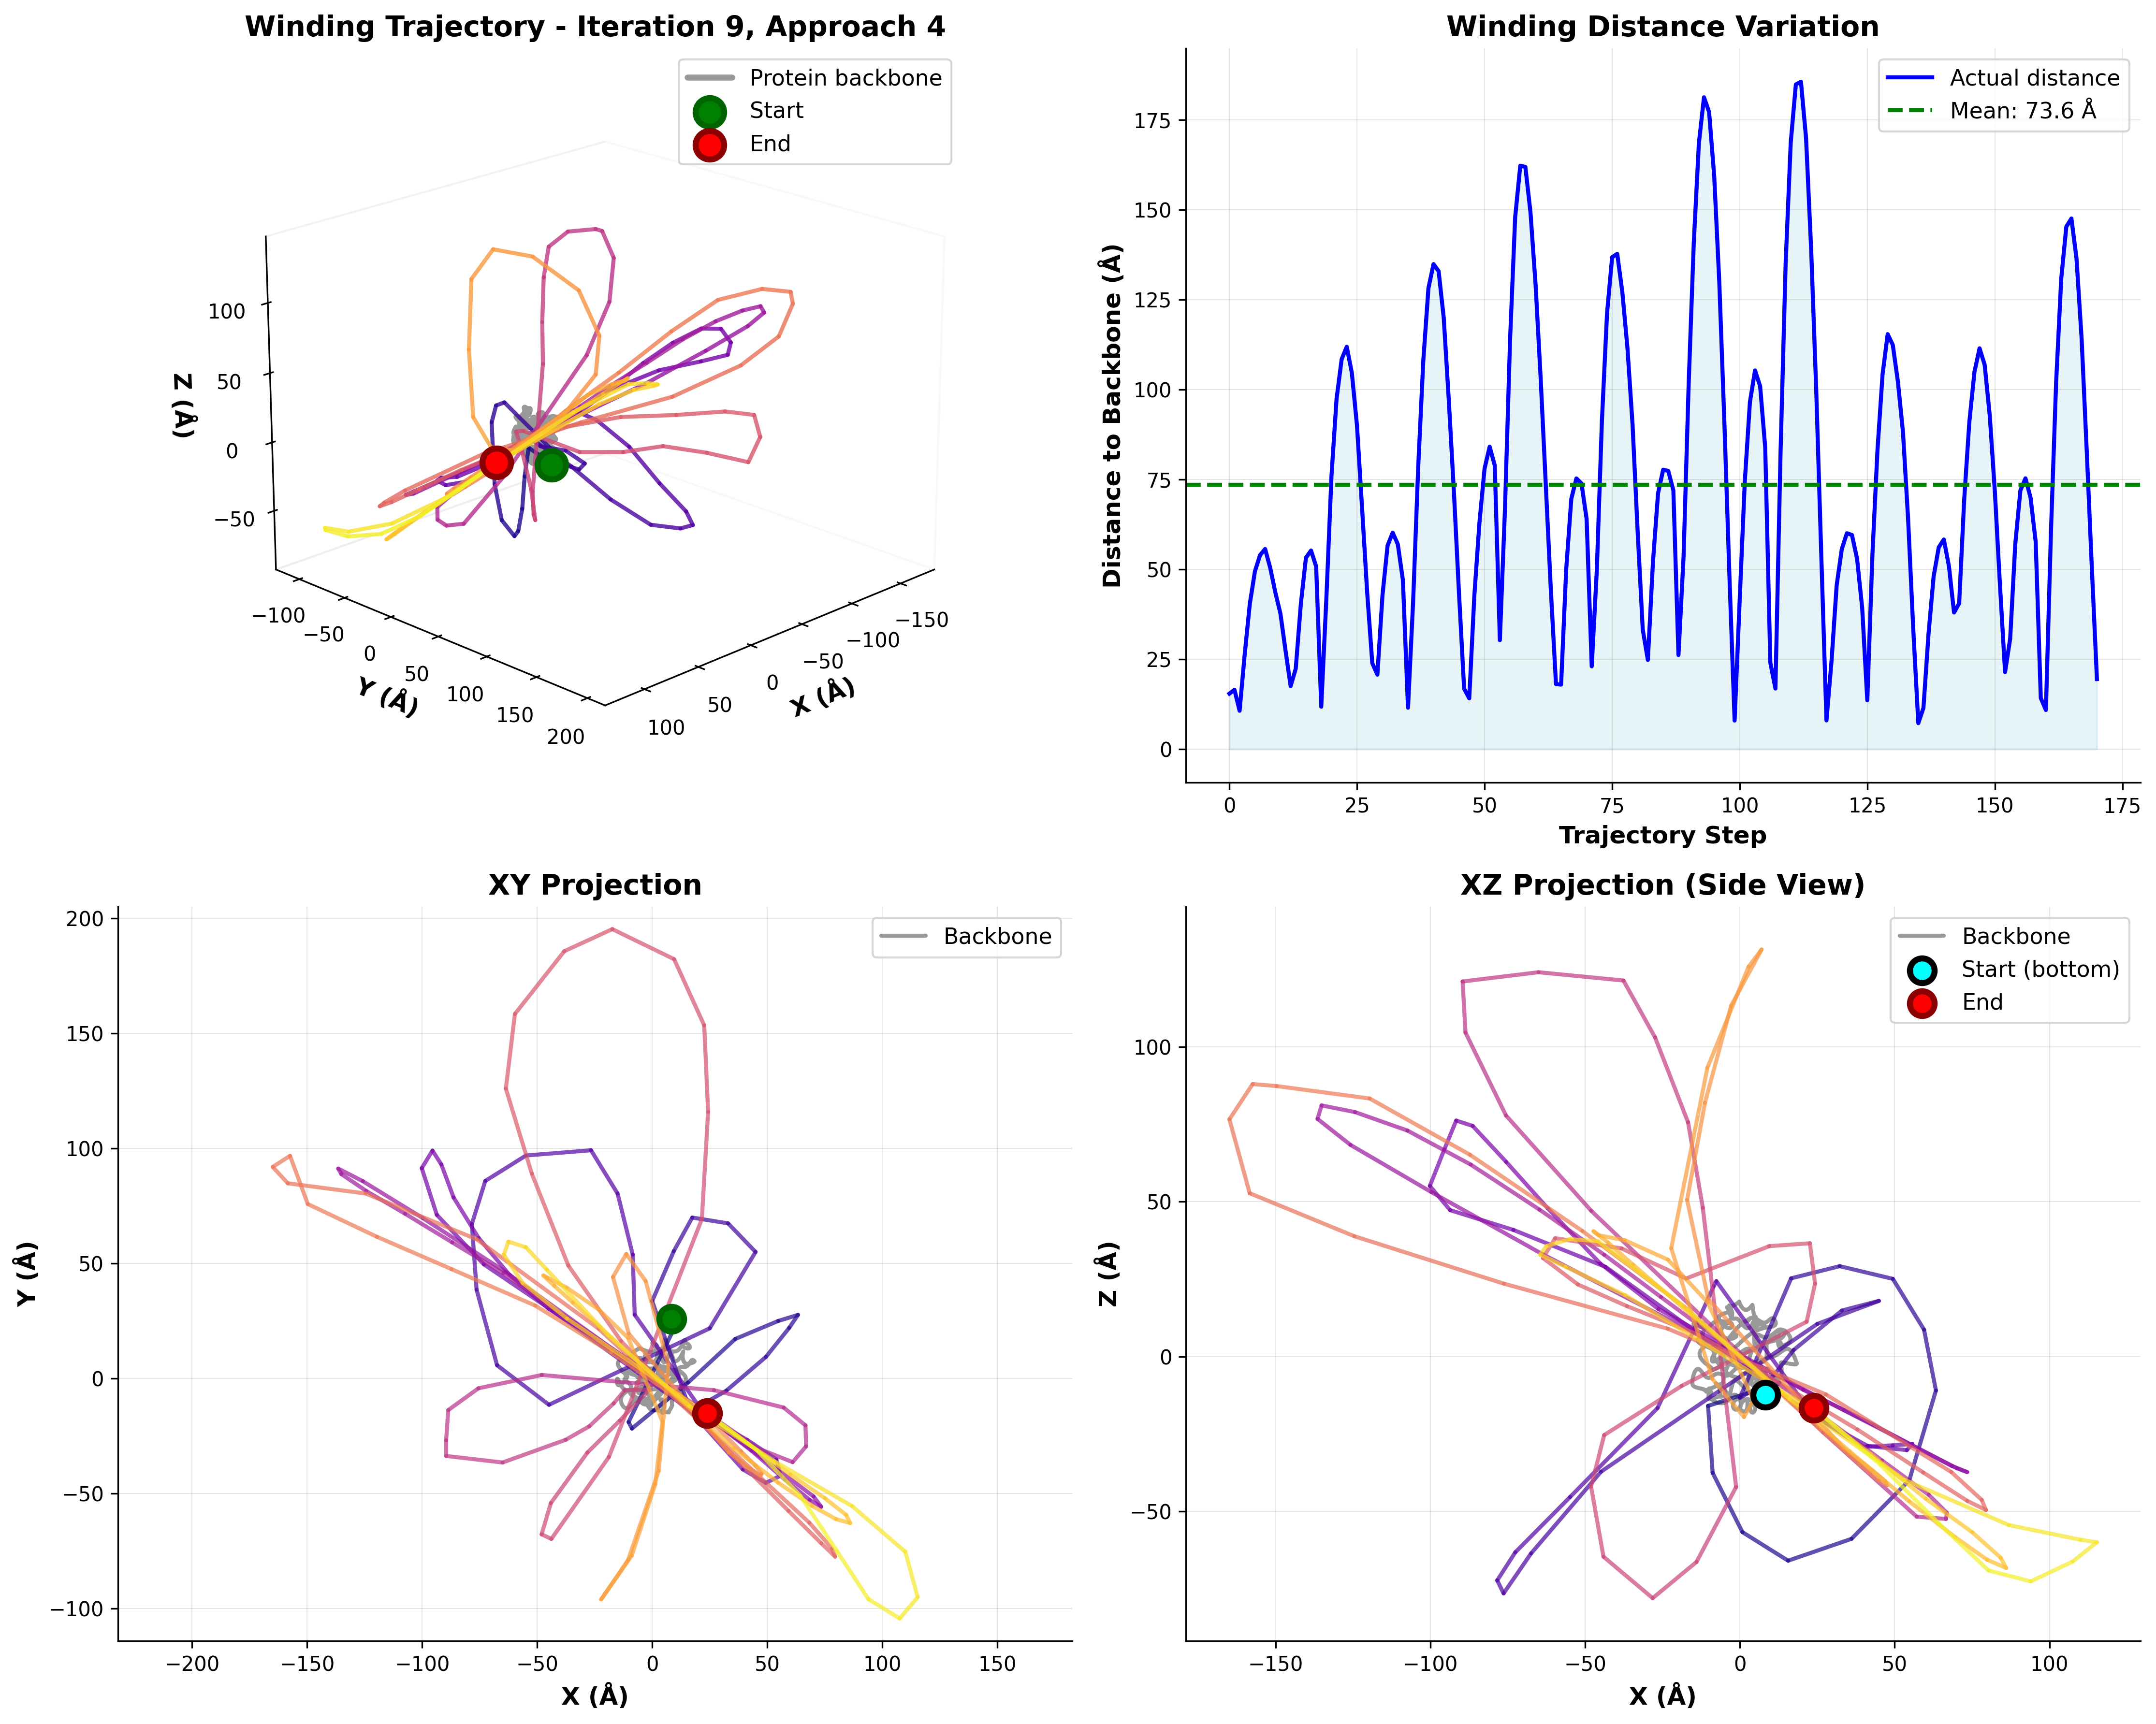 Winding Trajectory - Iteration 9, Approach 4
Protein backbone
Start
End
100
50
0
−50
Z (Å)
−100
−50
0
50
100
150
200
Y (Å)
−150
−100
−50
0
50
100
X (Å)
Winding Distance Variation
Actual distance
Mean: 73.6 Å
175
150
125
100
75
50
25
0
Distance to Backbone (Å)
0
25
50
75
100
125
150
175
Trajectory Step
XY Projection
Backbone
200
150
100
50
0
−50
−100
Y (Å)
−200
−150
−100
−50
0
50
100
150
X (Å)
XZ Projection (Side View)
Backbone
Start (bottom)
End
100
50
0
−50
Z (Å)
−150
−100
−50
0
50
100
X (Å)